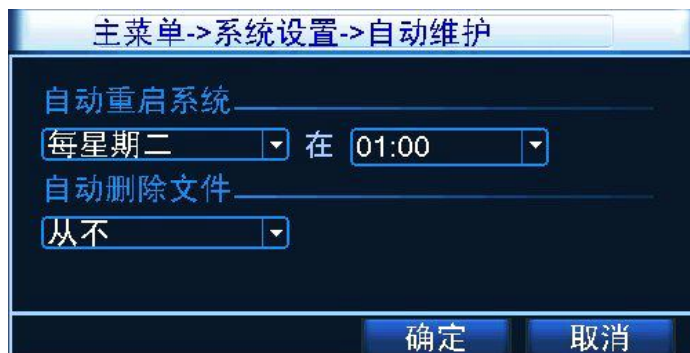 主菜单->系统设置->自动维护
自动重启系统
每星期二 在 01:00
自动删除文件
从不
确定 取消